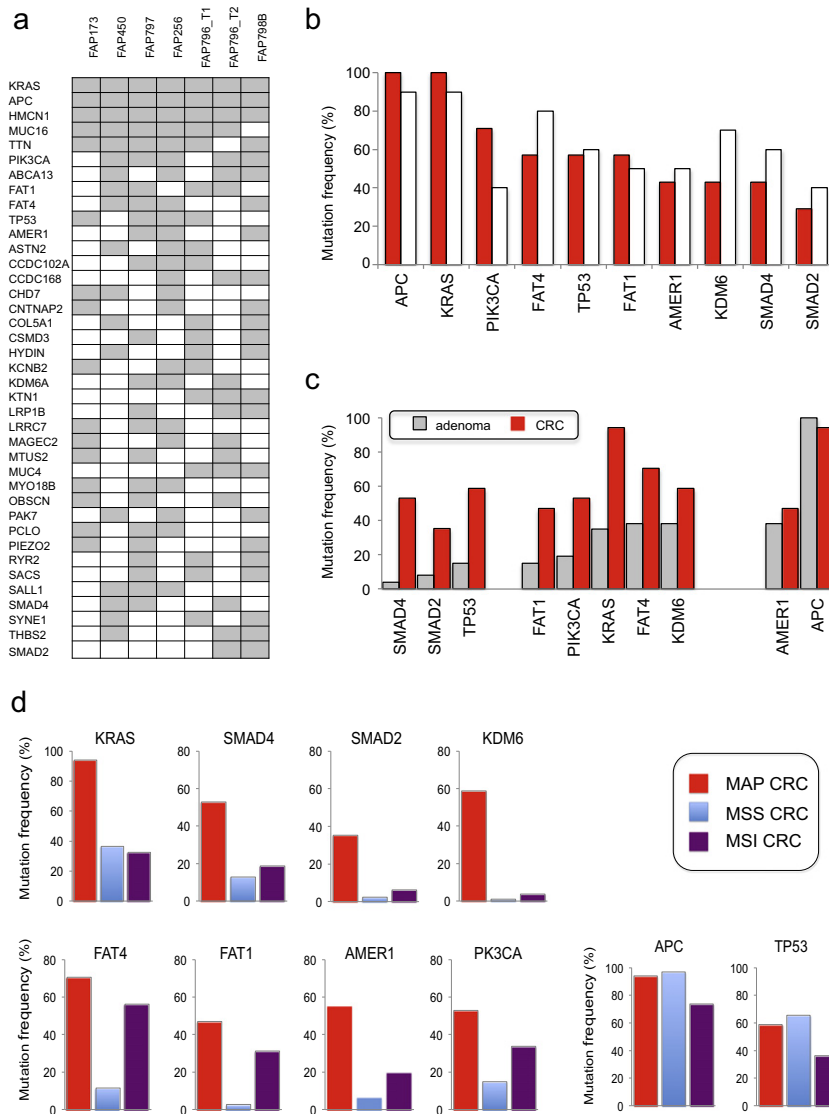 a
FAP173
FAP450
FAP797
FAP256
FAP796_T1
FAP796_T2
FAP798B
KRAS
APC
HMCN1
MUC16
TTN
PIK3CA
ABCA13
FAT1
FAT4
TP53
AMER1
ASTN2
CCDC102A
CCDC168
CHD7
CNTNAP2
COL5A1
CSMD3
HYDIN
KCNB2
KDM6A
KTN1
LRP1B
LRRC7
MAGEC2
MTUS2
MUC4
MYO18B
OBSCN
PAK7
PCLO
PIEZO2
RYR2
SACS
SALL1
SMAD4
SYNE1
THBS2
SMAD2
b
Mutation frequency (%)
100
80
60
40
20
0
APC
KRAS
PIK3CA
FAT4
TP53
FAT1
AMER1
KDM6
SMAD4
SMAD2
c
adenoma CRC
Mutation frequency (%)
100
80
60
40
20
0
SMAD4
SMAD2
TP53
FAT1
PIK3CA
KRAS
FAT4
KDM6
AMER1
APC
d
KRAS
Mutation frequency (%)
100
80
60
40
20
0
SMAD4
80
60
40
20
0
SMAD2
80
60
40
20
0
KDM6
80
60
40
20
0
MAP CRC
MSS CRC
MSI CRC
FAT4
Mutation frequency (%)
80
60
40
20
0
FAT1
80
60
40
20
0
AMER1
80
60
40
20
0
PK3CA
80
60
40
20
0
APC
100
80
60
40
20
0
TP53
100
80
60
40
20
0